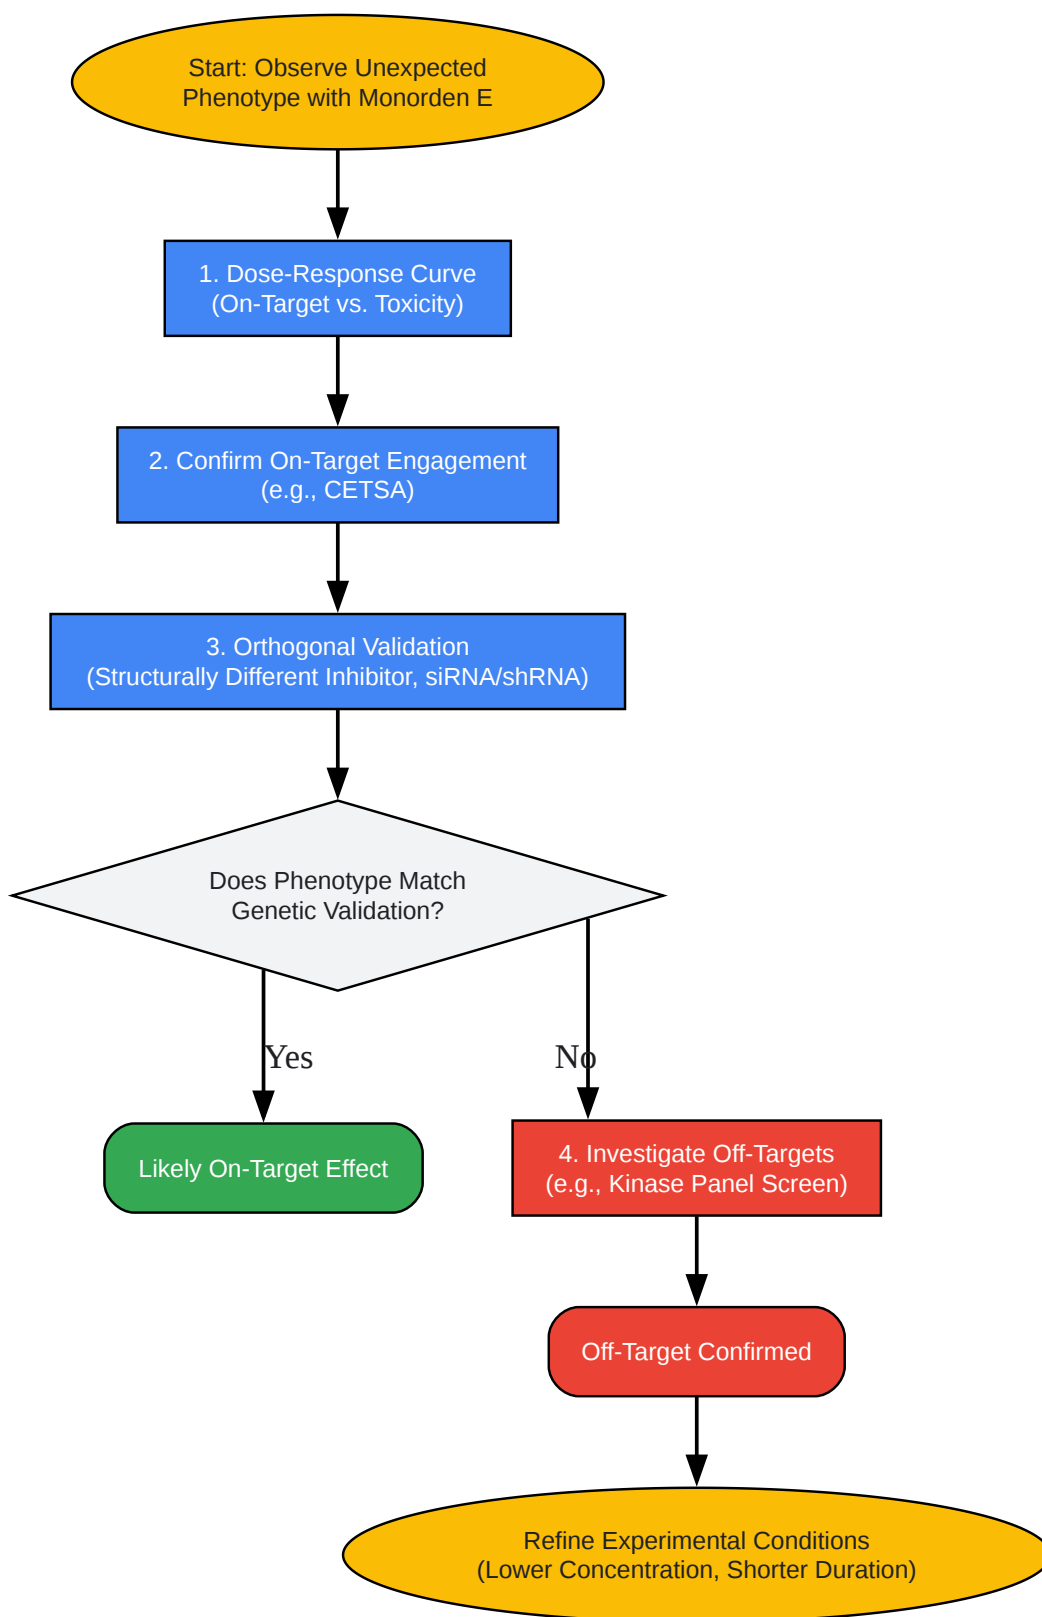 Start: Observe Unexpected
Phenotype with Monorden E
1. Dose-Response Curve
(On-Target vs. Toxicity)
2. Confirm On-Target Engagement
(e.g., CETSA)
3. Orthogonal Validation
(Structurally Different Inhibitor, siRNA/shRNA)
Does Phenotype Match
Genetic Validation?
Yes
No
Likely On-Target Effect
4. Investigate Off-Targets
(e.g., Kinase Panel Screen)
Off-Target Confirmed
Refine Experimental Conditions
(Lower Concentration, Shorter Duration)